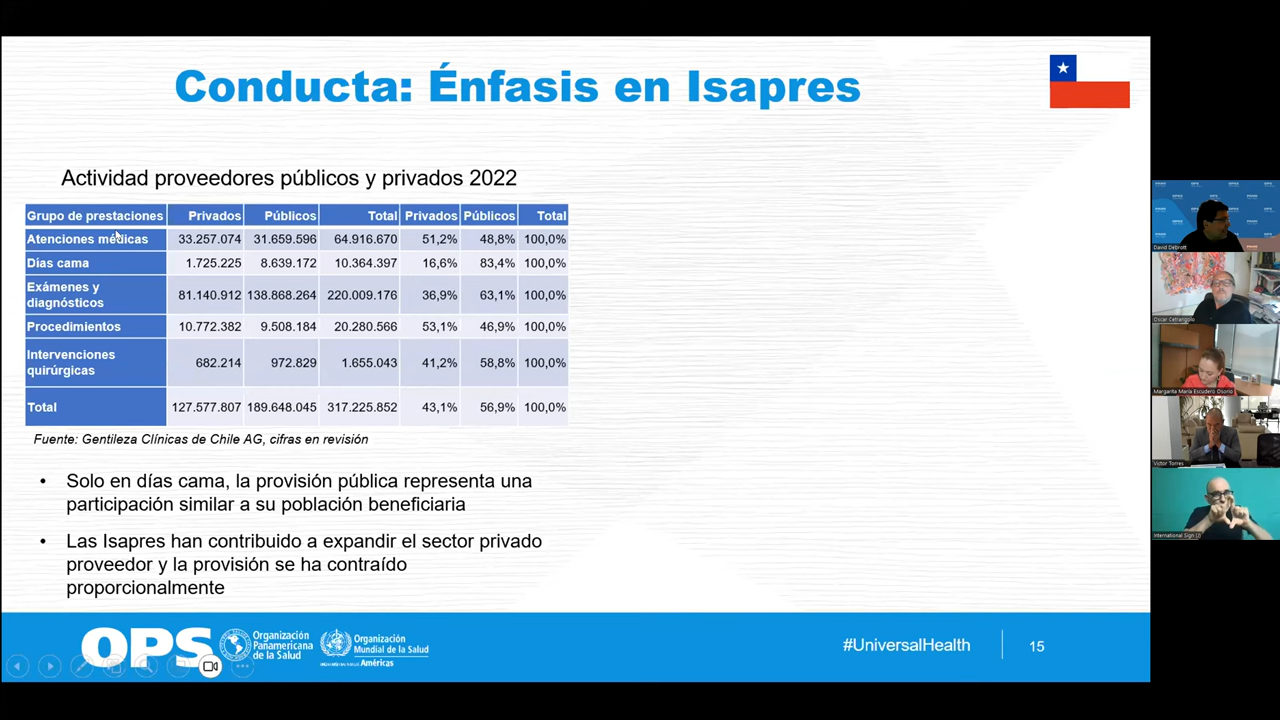 Conducta: Énfasis en Isapres
Actividad proveedores públicos y privados 2022
Grupo de prestaciones Privados Públicos Total Privados Públicos Total
Atenciones médicas 33.257.074 31.659.596 64.916.670 51,2% 48,8% 100,0%
Días cama 1.725.225 8.639.172 10.364.397 16,6% 83,4% 100,0%
Exámenes y
diagnósticos 81.140.912 138.868.264 220.009.176 36,9% 63,1% 100,0%
Procedimientos 10.772.382 9.508.184 20.280.566 53,1% 46,9% 100,0%
Intervenciones
quirúrgicas 682.214 972.829 1.655.043 41,2% 58,8% 100,0%
Total 127.577.807 189.648.045 317.225.852 43,1% 56,9% 100,0%
Fuente: Gentileza Clínicas de Chile AG, cifras en revisión
• Solo en días cama, la provisión pública representa una
participación similar a su población beneficiaria
• Las Isapres han contribuido a expandir el sector privado
proveedor y la provisión se ha contraído
proporcionalmente
OPS
Organización
Panamericana
de la Salud
Organización
Mundial de la Salud
Américas
#UniversalHealth
15
David Debrott
Oscar Cetrangolo
Margarita Maria Escudero Osorio
Victor Torres
International Sign